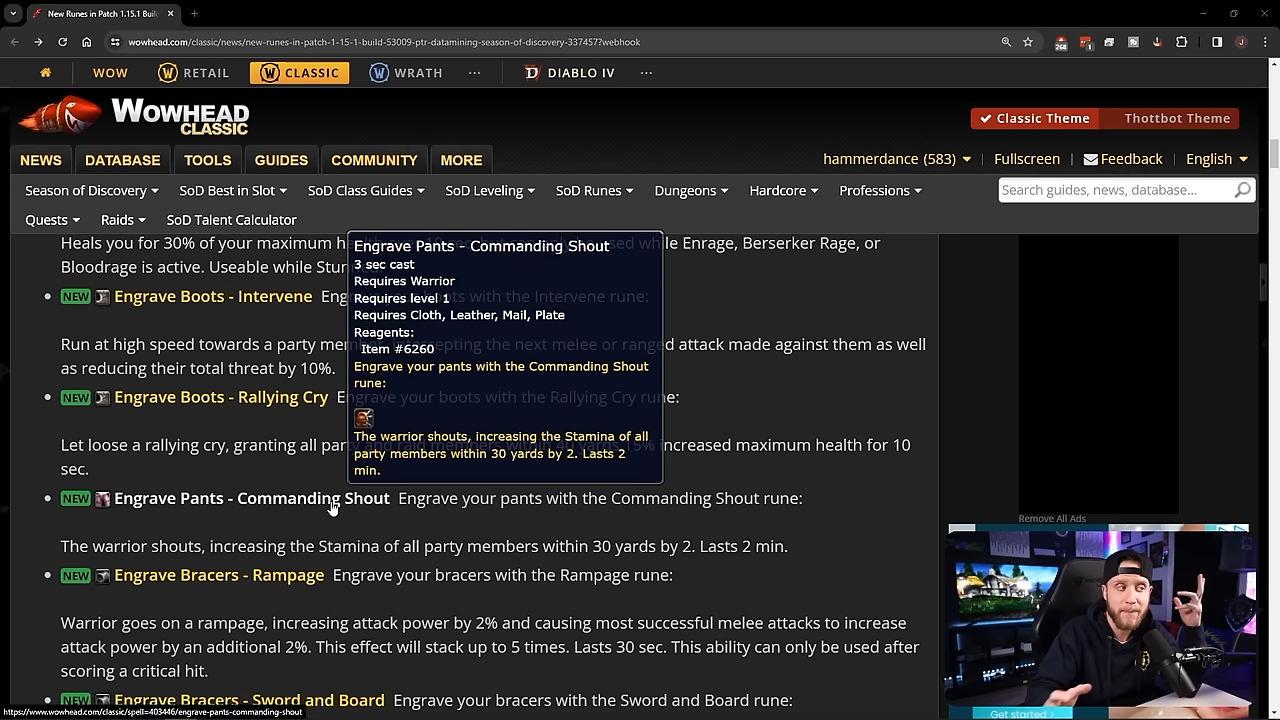 New Runes in Patch 1.15.1 Buil
wowhead.com/classic/news/new-runes-in-patch-1-15-1-build-53009-ptr-datamining-season-of-discovery-337457?webhook
WOW
RETAIL
CLASSIC
WRATH
DIABLO IV
WOWHEAD
CLASSIC
Classic Theme
Thottbot Theme
NEWS
DATABASE
TOOLS
GUIDES
COMMUNITY
MORE
hammerdance (583)
Fullscreen
Feedback
English
Season of Discovery
SoD Best in Slot
SoD Class Guides
SoD Leveling
SoD Runes
Dungeons
Hardcore
Professions
Search guides, news, database...
Quests
Raids
SoD Talent Calculator
Heals you for 30% of your maximum while Enrage, Berserker Rage, or
Bloodrage is active. Useable while Stun
NEW Engrave Boots - Intervene with the Intervene rune:
Run at high speed towards a party mem intercepting the next melee or ranged attack made against them as well
as reducing their total threat by 10%.
NEW Engrave Boots - Rallying Cry Engrave your boots with the Rallying Cry rune:
Let loose a rallying cry, granting all party increased maximum health for 10
sec.
NEW Engrave Pants - Commanding Shout Engrave your pants with the Commanding Shout rune:
The warrior shouts, increasing the Stamina of all party members within 30 yards by 2. Lasts 2 min.
NEW Engrave Bracers - Rampage Engrave your bracers with the Rampage rune:
Warrior goes on a rampage, increasing attack power by 2% and causing most successful melee attacks to increase
attack power by an additional 2%. This effect will stack up to 5 times. Lasts 30 sec. This ability can only be used after
scoring a critical hit.
Engrave Bracers - Sword and Board Engrave your bracers with the Sword and Board rune:
Engrave Pants - Commanding Shout
3 sec cast
Requires Warrior
Requires level 1
Requires Cloth, Leather, Mail, Plate
Reagents:
Item #6260
Engrave your pants with the Commanding Shout
rune:
The warrior shouts, increasing the Stamina of all
party members within 30 yards by 2. Lasts 2
min.
Remove All Ads
Get started
https://www.wowhead.com/classic/spell=403446/engrave-pants-commanding-shout